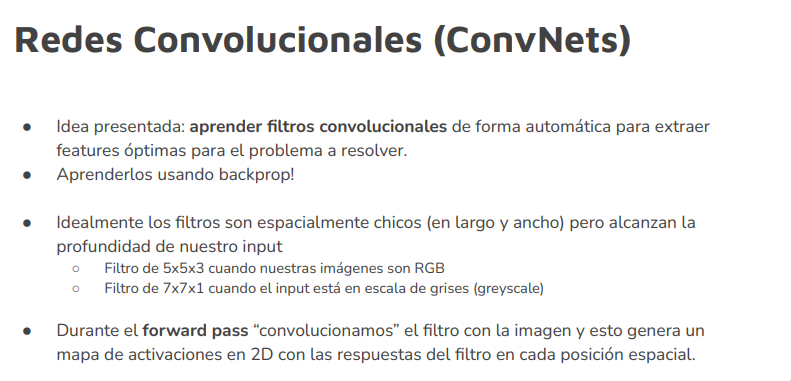 Redes Convolucionales (ConvNets)
● Idea presentada: aprender filtros convolucionales de forma automática para extraer
features óptimas para el problema a resolver.
● Aprenderlos usando backprop!
● Idealmente los filtros son espacialmente chicos (en largo y ancho) pero alcanzan la
profundidad de nuestro input
○ Filtro de 5x5x3 cuando nuestras imágenes son RGB
○ Filtro de 7x7x1 cuando el input está en escala de grises (greyscale)
● Durante el forward pass “convolucionamos” el filtro con la imagen y esto genera un
mapa de activaciones en 2D con las respuestas del filtro en cada posición espacial.